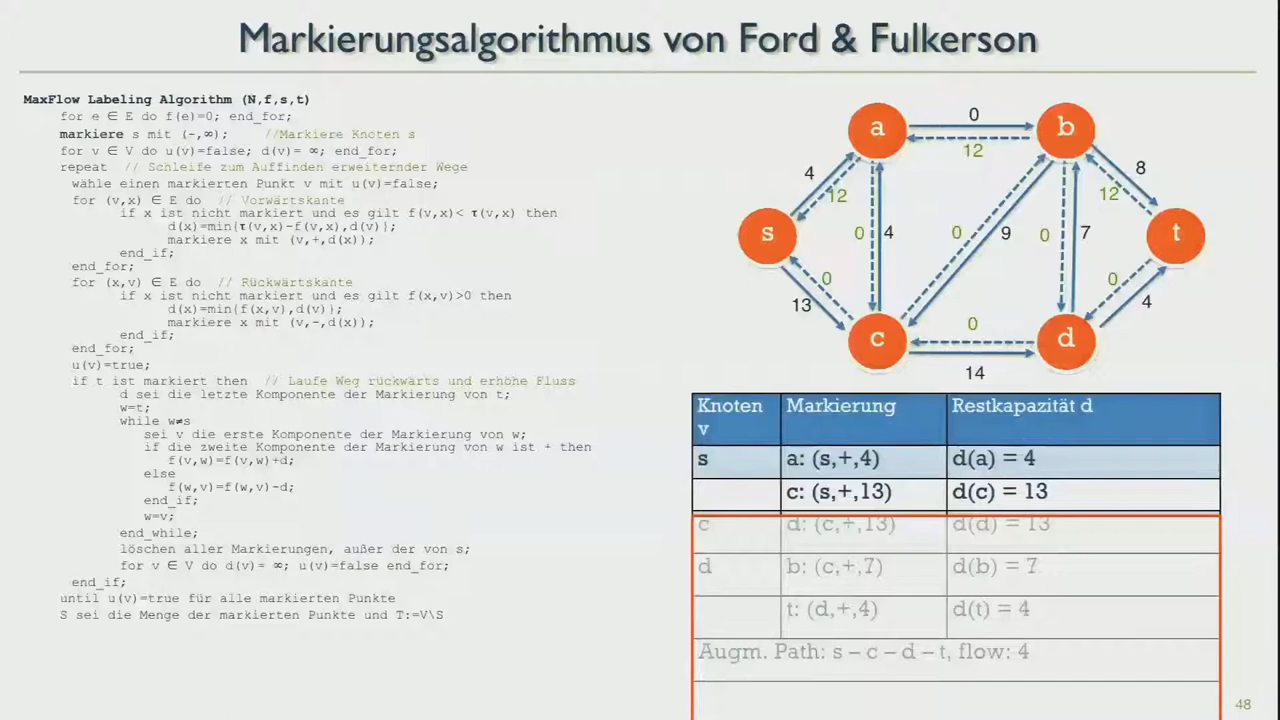 Markierungsalgorithmus von Ford & Fulkerson
MaxFlow Labeling Algorithm (N,f,s,t)
for e ∈ E do f(e)=0; end_for;
markiere s mit (-,∞); //Markiere Knoten s
for v ∈ V do u(v)=false; d(v)= ∞; end_for;
repeat // Schleife zum Auffinden erweiternder Wege
wähle einen markierten Punkt v mit u(v)=false;
for (v,x) ∈ E do // Vorwärtskante
if x ist nicht markiert und es gilt f(v,x)< τ(v,x) then
d(x)=min{τ(v,x)-f(v,x),d(v)};
markiere x mit (v,+,d(x));
end_if;
end_for;
for (x,v) ∈ E do // Rückwärtskante
if x ist nicht markiert und es gilt f(x,v)>0 then
d(x)=min{f(x,v),d(v)};
markiere x mit (v,-,d(x));
end_if;
end_for;
u(v)=true;
if t ist markiert then // Laufe Weg rückwärts und erhöhe Fluss
d sei die letzte Komponente der Markierung von t;
w=t;
while w≠s
sei v die erste Komponente der Markierung von w;
if die zweite Komponente der Markierung von w ist + then
f(v,w)=f(v,w)+d;
else
f(w,v)=f(w,v)-d;
end_if;
w=v;
end_while;
löschen aller Markierungen, außer der von s;
for v ∈ V do d(v)= ∞; u(v)=false end_for;
end_if;
until u(v)=true für alle markierten Punkte
S sei die Menge der markierten Punkte und T:=V\S
0
a b
12
4 8
12 12
s 0 4 0 9 0 7 t
0 0
13 4
0
c d
14
Knoten v Markierung Restkapazität d
s a: (s,+,4) d(a) = 4
c: (s,+,13) d(c) = 13
c d: (c,+,13) d(d) = 13
d b: (c,+,7) d(b) = 7
t: (d,+,4) d(t) = 4
Augm. Path: s – c – d – t, flow: 4
48